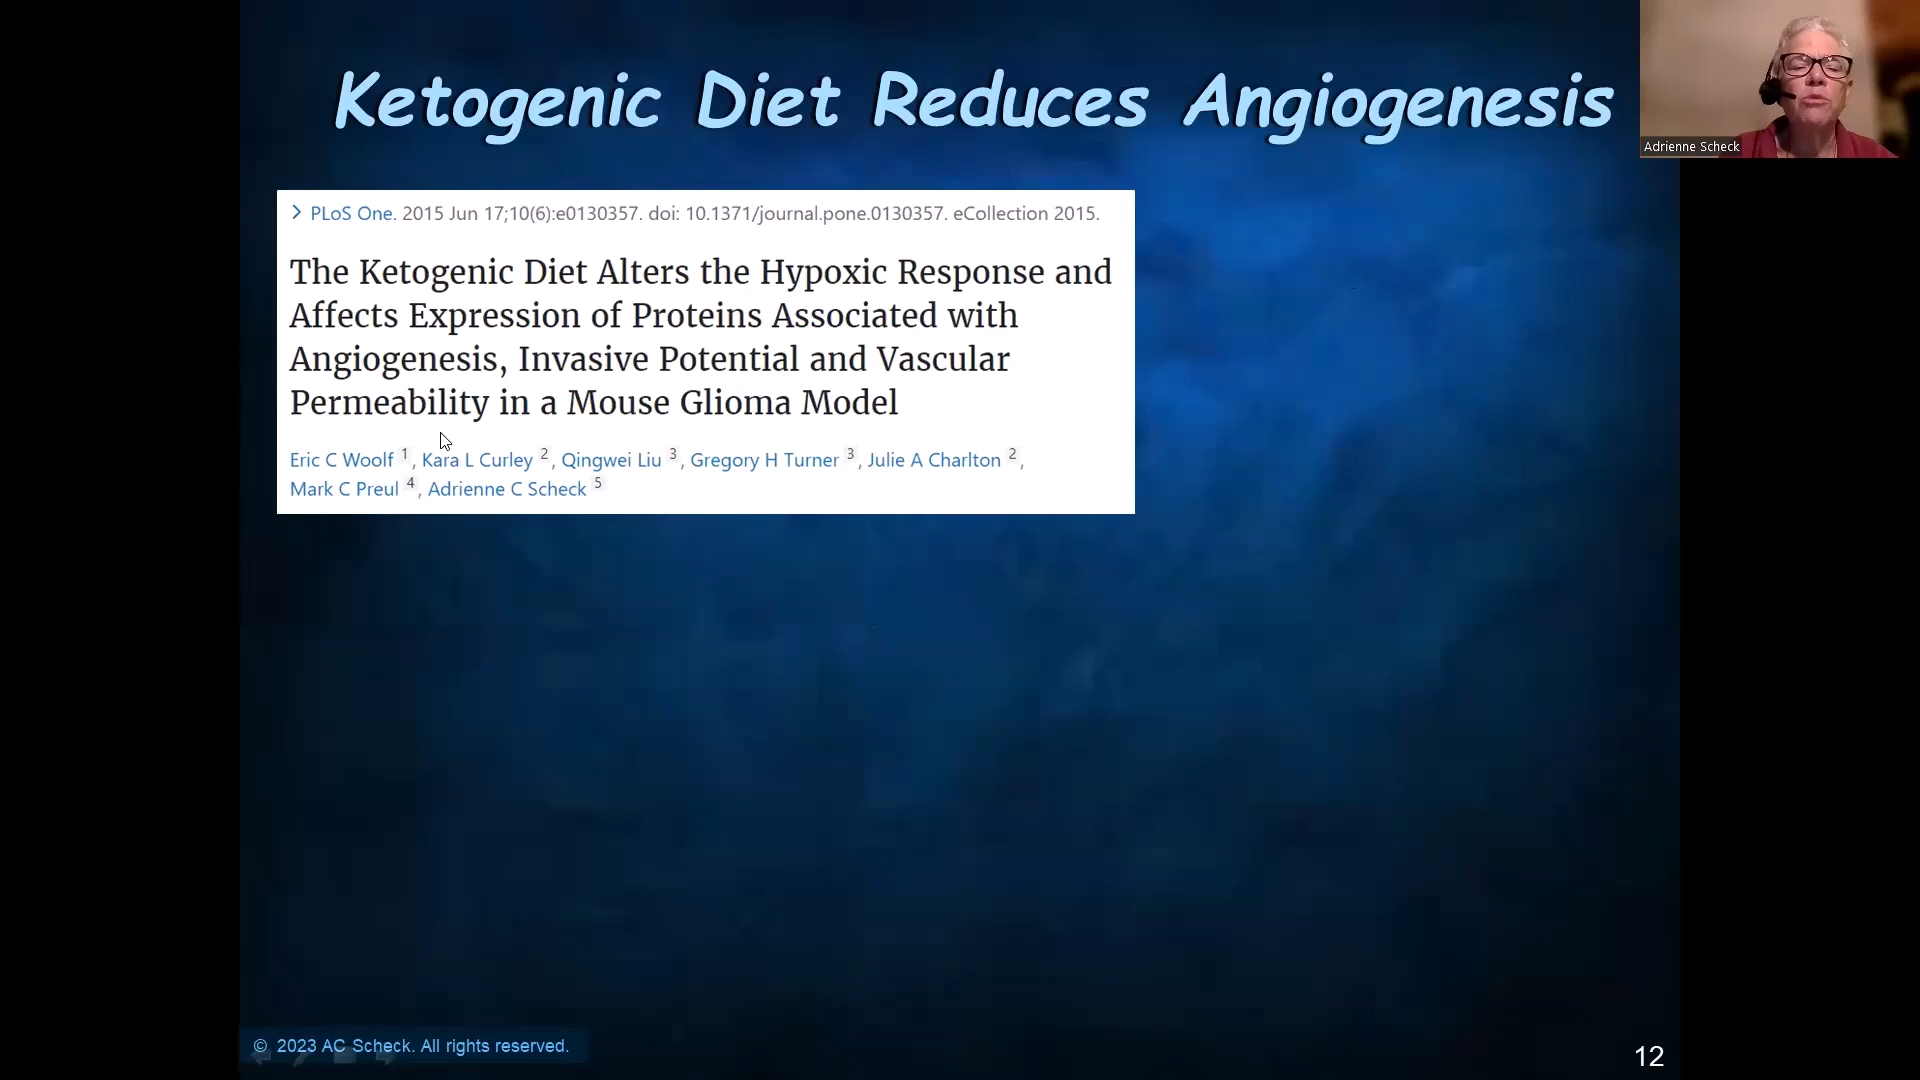 Ketogenic Diet Reduces Angiogenesis
Adrienne Scheck
> PLoS One. 2015 Jun 17;10(6):e0130357. doi: 10.1371/journal.pone.0130357. eCollection 2015.
The Ketogenic Diet Alters the Hypoxic Response and
Affects Expression of Proteins Associated with
Angiogenesis, Invasive Potential and Vascular
Permeability in a Mouse Glioma Model
Eric C Woolf 1, Kara L Curley 2, Qingwei Liu 3, Gregory H Turner 3, Julie A Charlton 2,
Mark C Preul 4, Adrienne C Scheck 5
© 2023 AC Scheck. All rights reserved.
12